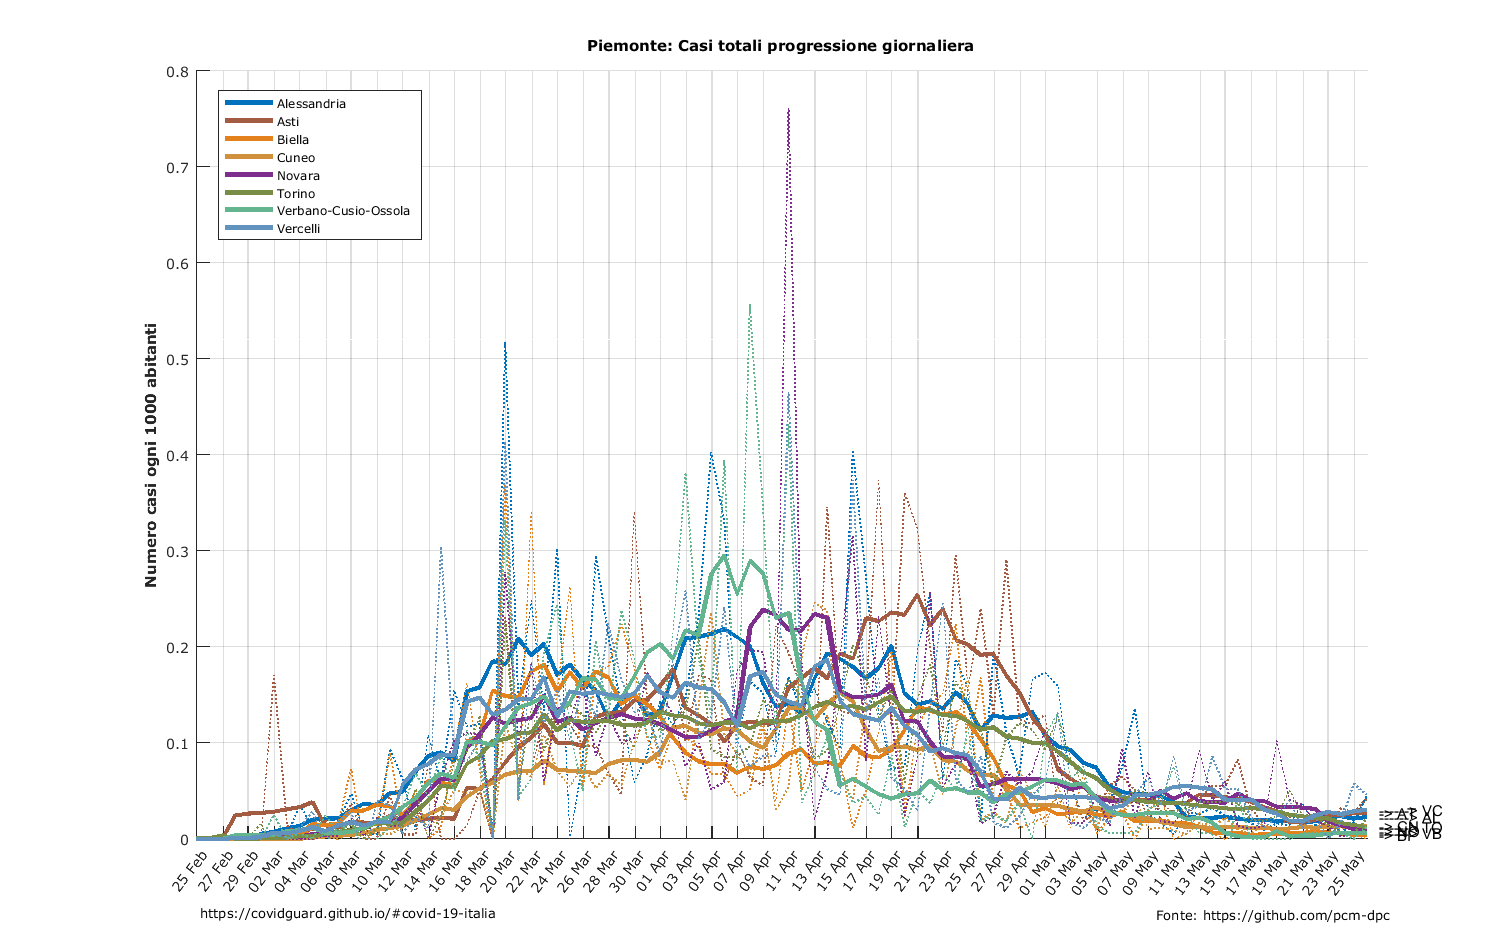 Piemonte: Casi totali progressione giornaliera
0.8
0.7
0.6
0.5
0.4
0.3
0.2
0.1
0
Numero casi ogni 1000 abitanti
Alessandria
Asti
Biella
Cuneo
Novara
Torino
Verbano-Cusio-Ossola
Vercelli
25 Feb
27 Feb
29 Feb
02 Mar
04 Mar
06 Mar
08 Mar
10 Mar
12 Mar
14 Mar
16 Mar
18 Mar
20 Mar
22 Mar
24 Mar
26 Mar
28 Mar
30 Mar
01 Apr
03 Apr
05 Apr
07 Apr
09 Apr
11 Apr
13 Apr
15 Apr
17 Apr
19 Apr
21 Apr
23 Apr
25 Apr
27 Apr
29 Apr
01 May
03 May
05 May
07 May
09 May
11 May
13 May
15 May
17 May
19 May
21 May
23 May
25 May
VC
AT
AL
TO
VB
https://covidguard.github.io/#covid-19-italia
Fonte: https://github.com/pcm-dpc